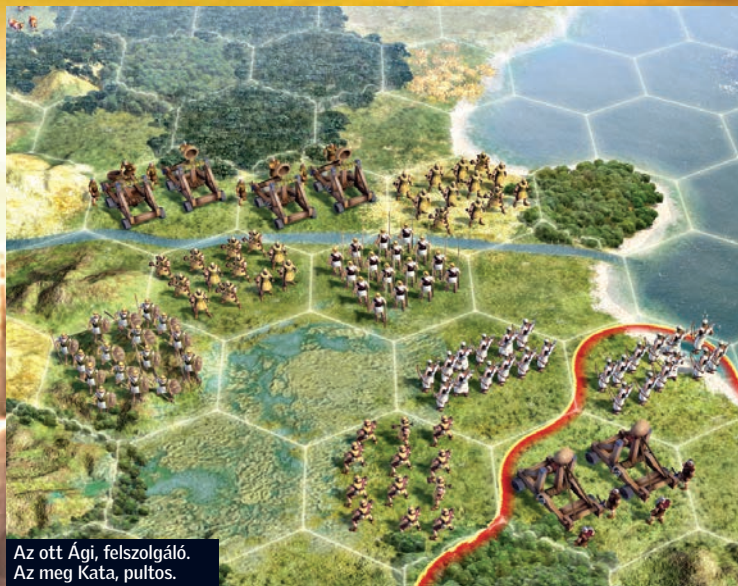 Az ott Ági, felszolgáló.
Az meg Kata, pultos.